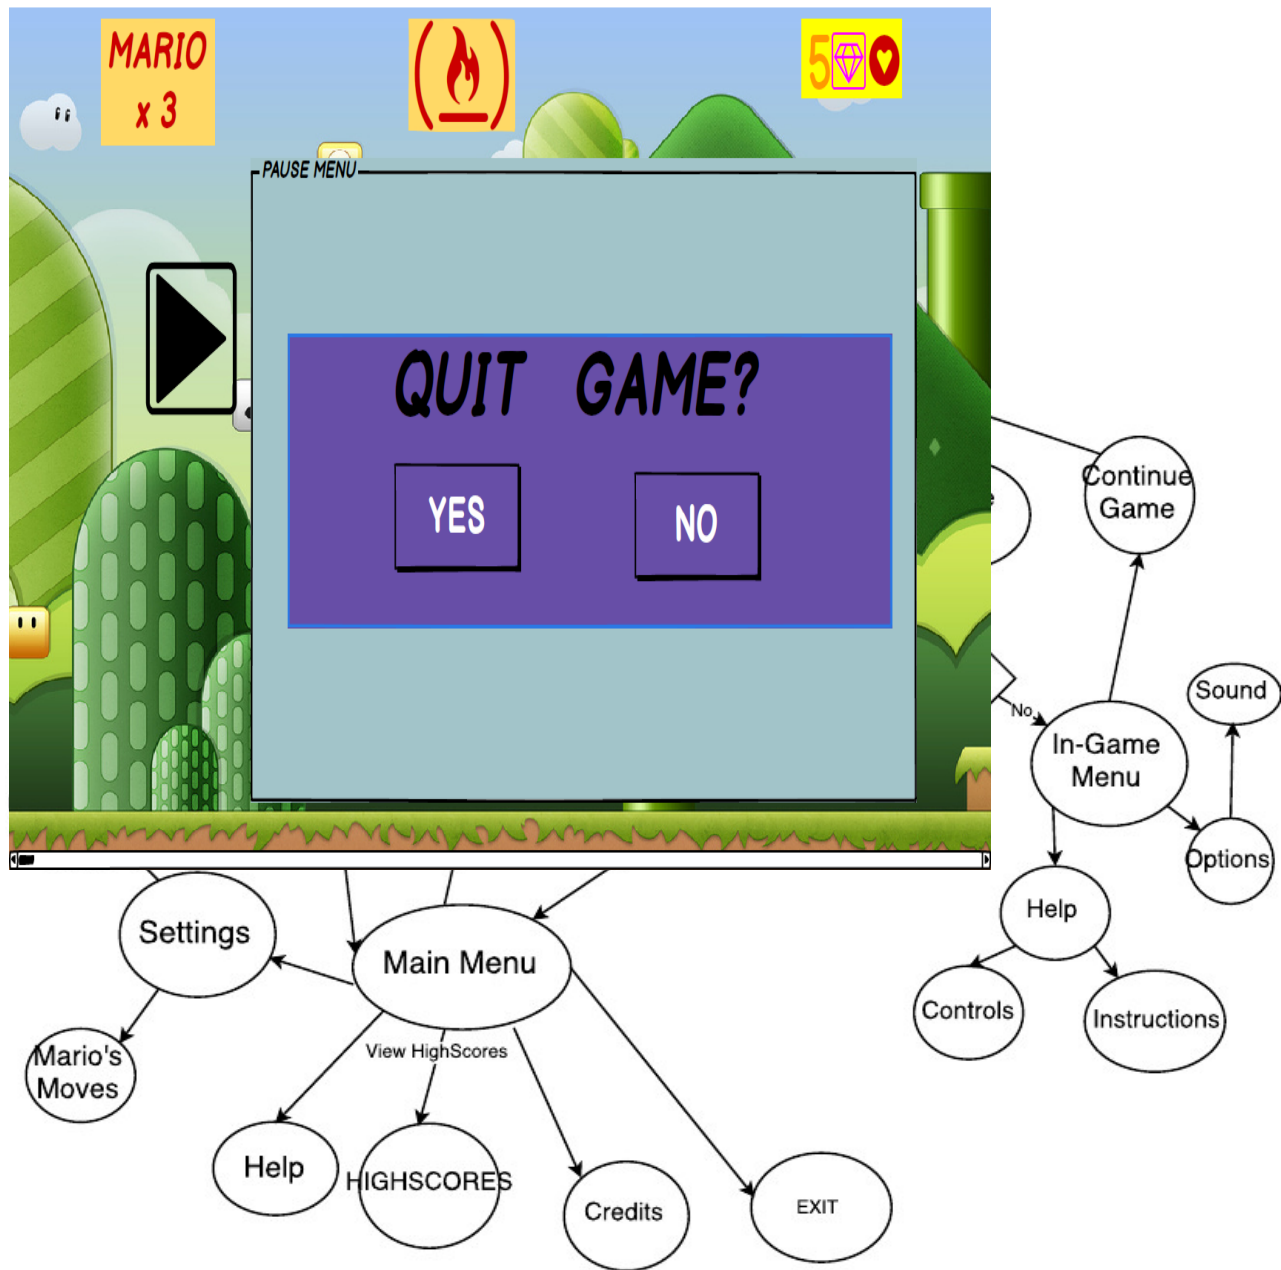 MARIO
x 3
5
PAUSE MENU
QUIT GAME?
YES
NO
Continue
Game
Sound
No
In-Game
Menu
Options
Help
Controls
Instructions
Settings
Main Menu
Mario's
Moves
View HighScores
Help
HIGHSCORES
Credits
EXIT